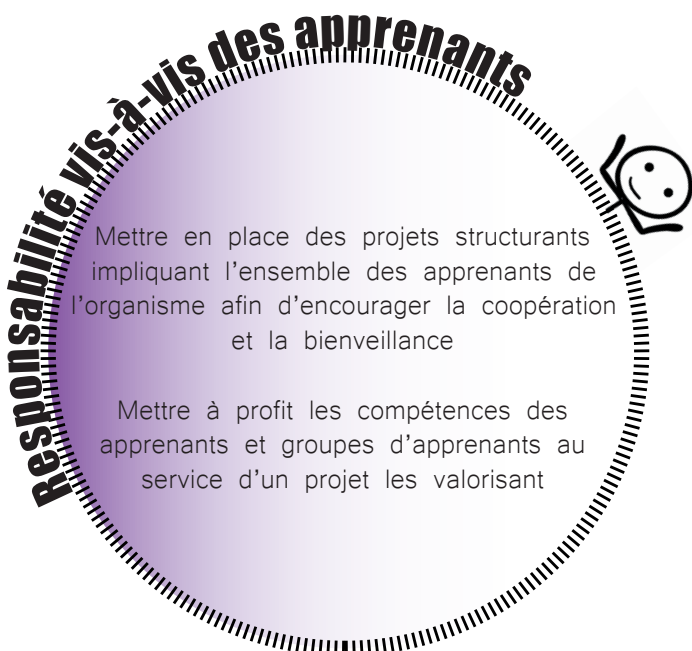 Responsabilité vis-à-vis des apprenants
Mettre en place des projets structurants
impliquant l'ensemble des apprenants de
l'organisme afin d'encourager la coopération
et la bienveillance
Mettre à profit les compétences des
apprenants et groupes d'apprenants au
service d'un projet les valorisant